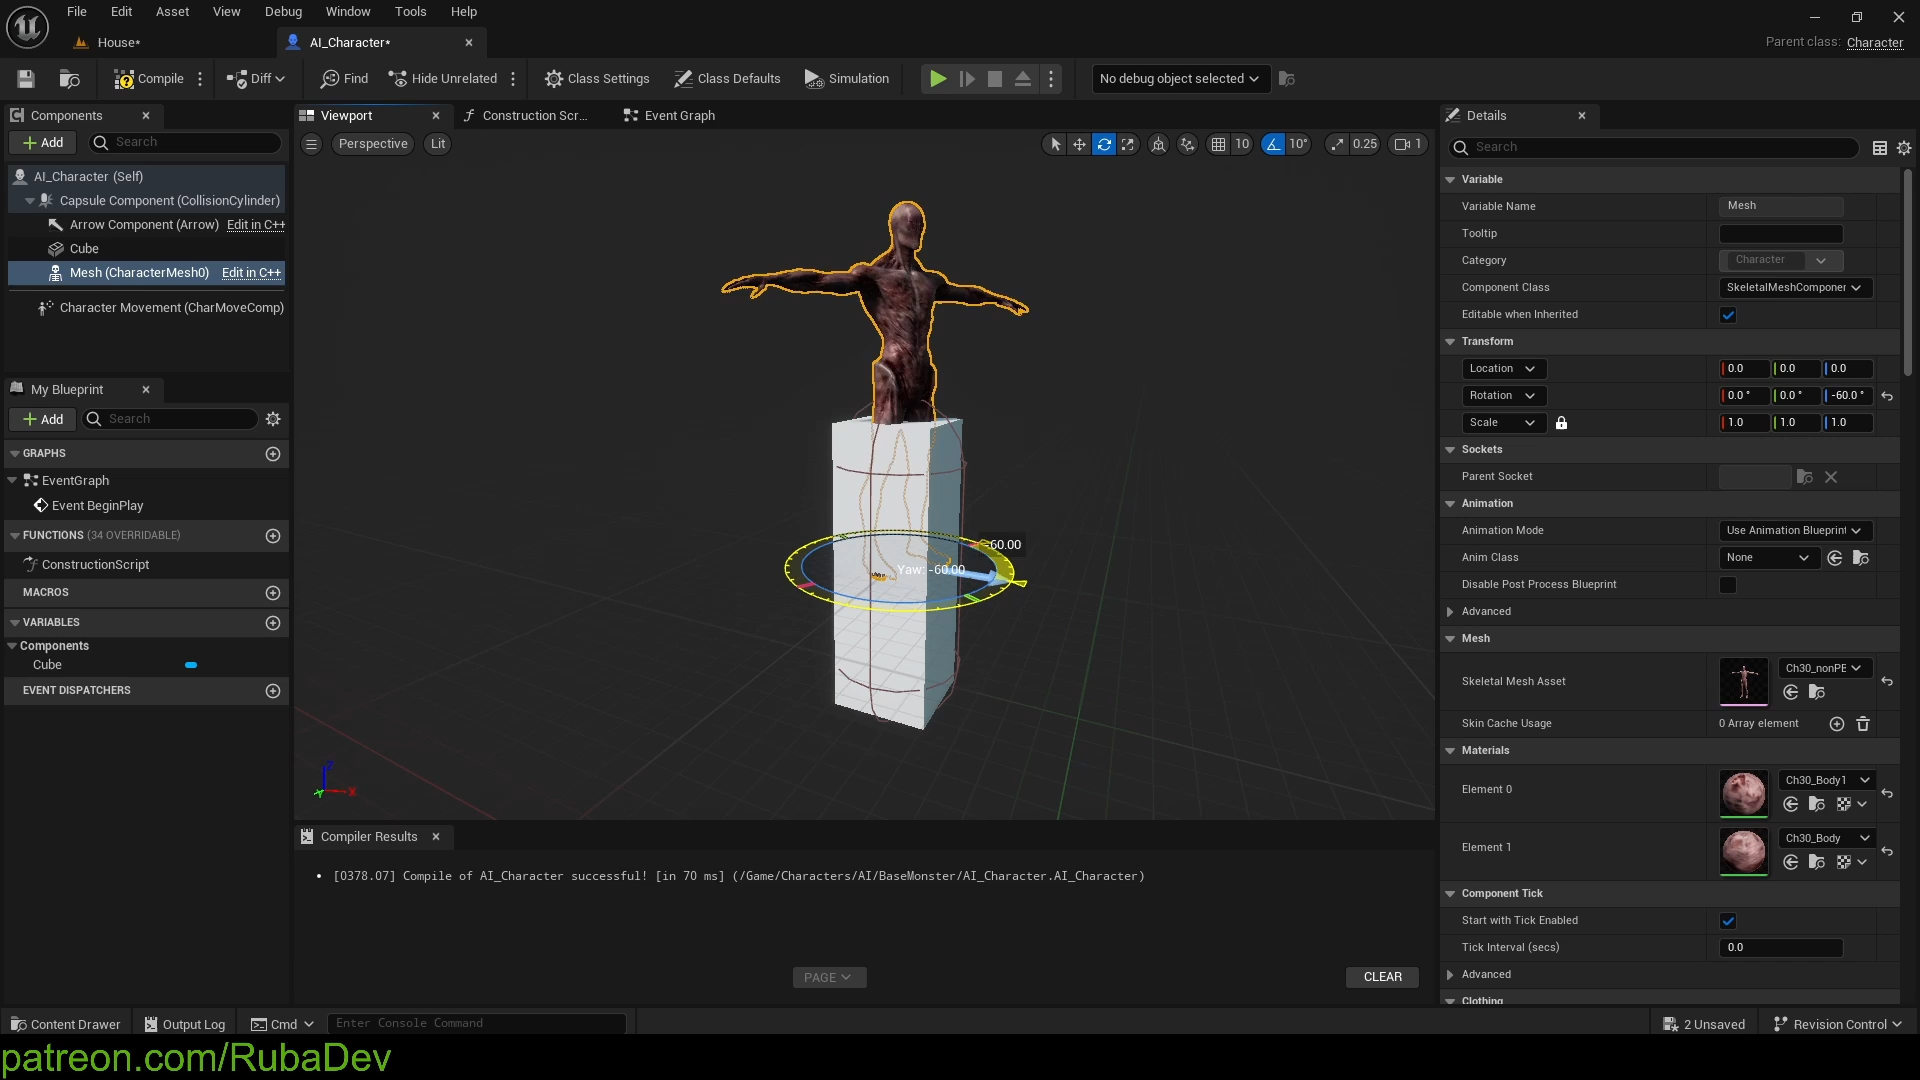 File Edit Asset View Debug Window Tools Help
House*
AI_Character*
Parent class: Character
Compile
Diff
Find
Hide Unrelated
Class Settings
Class Defaults
Simulation
No debug object selected
Components
Add
Search
AI_Character (Self)
Capsule Component (CollisionCylinder)
Arrow Component (Arrow) Edit in C++
Cube
Mesh (CharacterMesh0) Edit in C++
Character Movement (CharMoveComp)
My Blueprint
Add
Search
GRAPHS
EventGraph
Event BeginPlay
FUNCTIONS (34 OVERRIDABLE)
ConstructionScript
MACROS
VARIABLES
Components
Cube
EVENT DISPATCHERS
Viewport
Construction Scr...
Event Graph
Perspective
Lit
10
10°
0.25
1
-60.00
Yaw: -60.00
Z
X
Y
Compiler Results
[0378.07] Compile of AI_Character successful! [in 70 ms] (/Game/Characters/AI/BaseMonster/AI_Character.AI_Character)
PAGE
CLEAR
Details
Search
Variable
Variable Name Mesh
Tooltip
Category Character
Component Class SkeletalMeshComponer
Editable when Inherited
Transform
Location 0.0 0.0 0.0
Rotation 0.0 ° 0.0 ° -60.0 °
Scale 1.0 1.0 1.0
Sockets
Parent Socket
Animation
Animation Mode Use Animation Blueprint
Anim Class None
Disable Post Process Blueprint
Advanced
Mesh
Skeletal Mesh Asset Ch30_nonPE
Skin Cache Usage 0 Array element
Materials
Element 0 Ch30_Body1
Element 1 Ch30_Body
Component Tick
Start with Tick Enabled
Tick Interval (secs) 0.0
Advanced
Clothing
Content Drawer
Output Log
Cmd
Enter Console Command
2 Unsaved
Revision Control
patreon.com/RubaDev